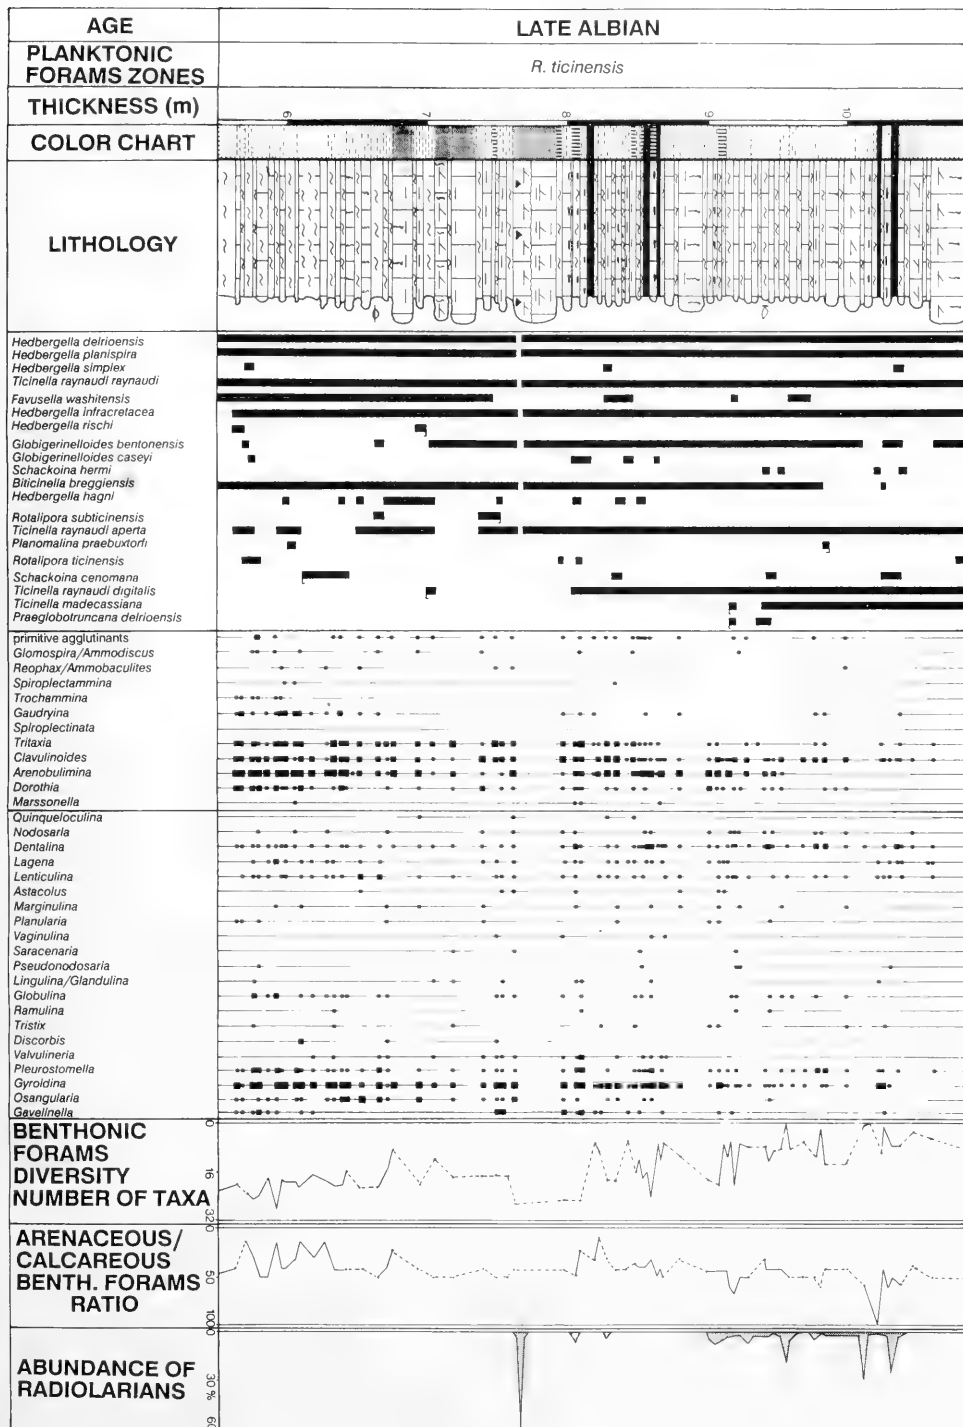 AGE
LATE ALBIAN
PLANKTONIC
FORAMS ZONES
R. ticinensis
THICKNESS (m)
6 7 8 9 10
COLOR CHART
LITHOLOGY
Hedbergella delrioensis
Hedbergella planispira
Hedbergella simplex
Ticinella raynaudi raynaudi
Favusella washitensis
Hedbergella infracretacea
Hedbergella rischi
Globigerinelloides bentonensis
Globigerinelloides caseyi
Schackoina hermi
Biticinella breggiensis
Hedbergella hagni
Rotalipora subticinensis
Ticinella raynaudi aperta
Planomalina praebuxtorfi
Rotalipora ticinensis
Schackoina cenomana
Ticinella raynaudi digitalis
Ticinella madecassiana
Praeglobotruncana delrioensis
primitive agglutinants
Glomospira/Ammodiscus
Reophax/Ammobaculites
Spiroplectammina
Trochammina
Gaudryina
Spiroplectinata
Tritaxia
Clavulinoides
Arenobulimina
Dorothia
Marssonella
Quinqueloculina
Nodosaria
Dentalina
Lagena
Lenticulina
Astacolus
Marginulina
Planularia
Vaginulina
Saracenaria
Pseudonodosaria
Lingulina/Glandulina
Globulina
Ramulina
Tristix
Discorbis
Valvulineria
Pleurostomella
Gyroidina
Osangularia
Gavelinella
BENTHONIC
FORAMS
DIVERSITY
NUMBER OF TAXA
0
16
32
ARENACEOUS/
CALCAREOUS
BENTH. FORAMS
RATIO
0
50
100
ABUNDANCE OF
RADIOLARIANS
0
30 %
60